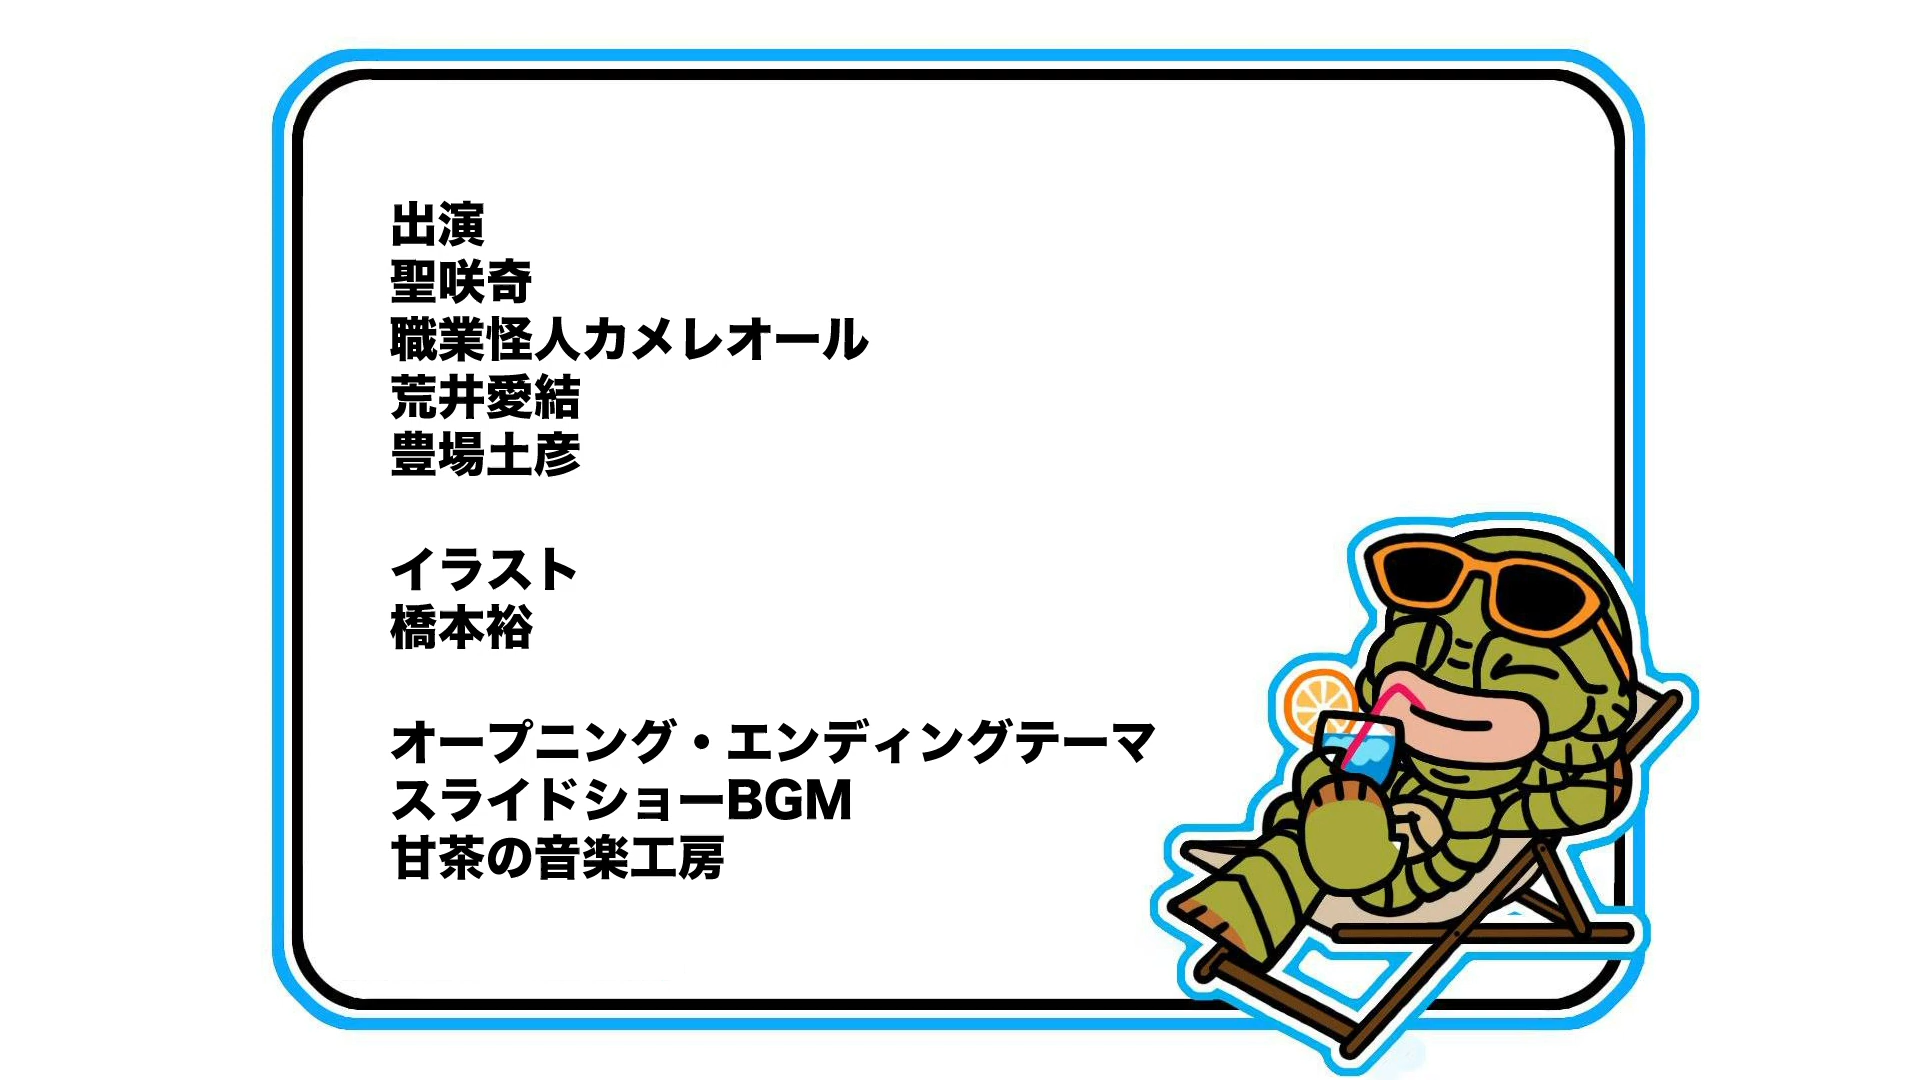 出演
聖咲奇
職業怪人カメレオール
荒井愛結
豊場土彦
イラスト
橋本裕
オープニング・エンディングテーマ
スライドショーBGM
甘茶の音楽工房